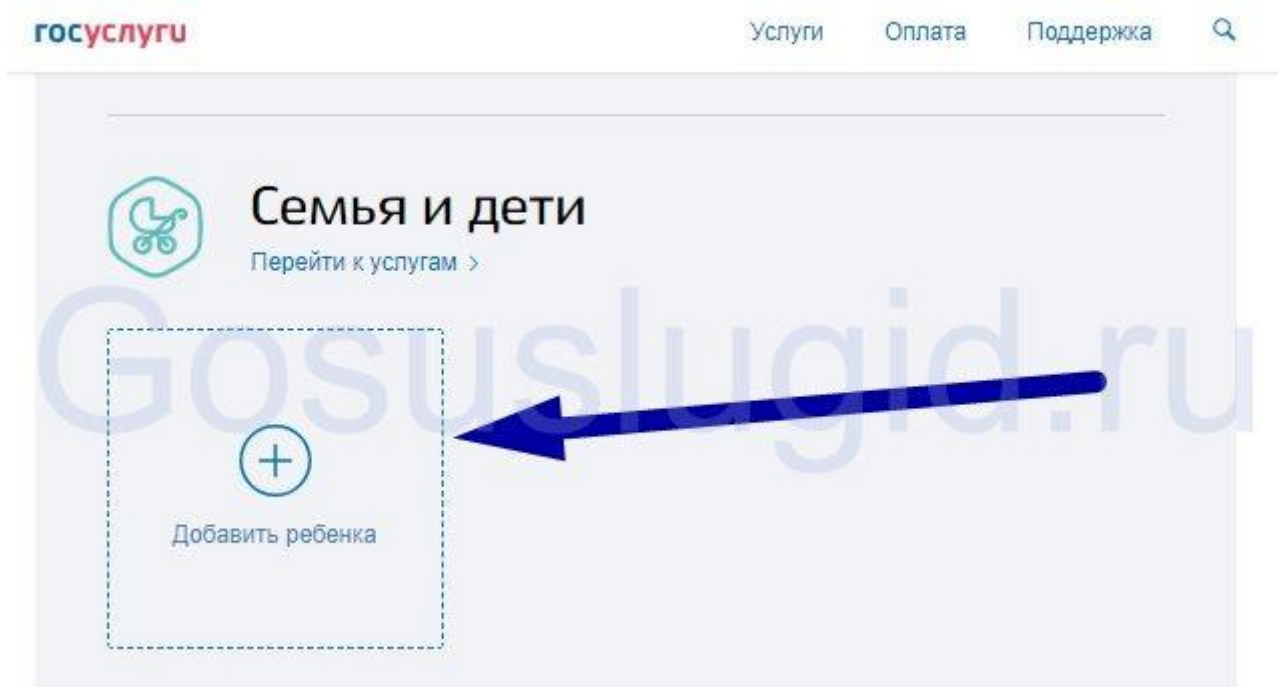 госуслуги Услуги Оплата Поддержка
Семья и дети
Перейти к услугам >
Gosuslugid.ru
Добавить ребенка